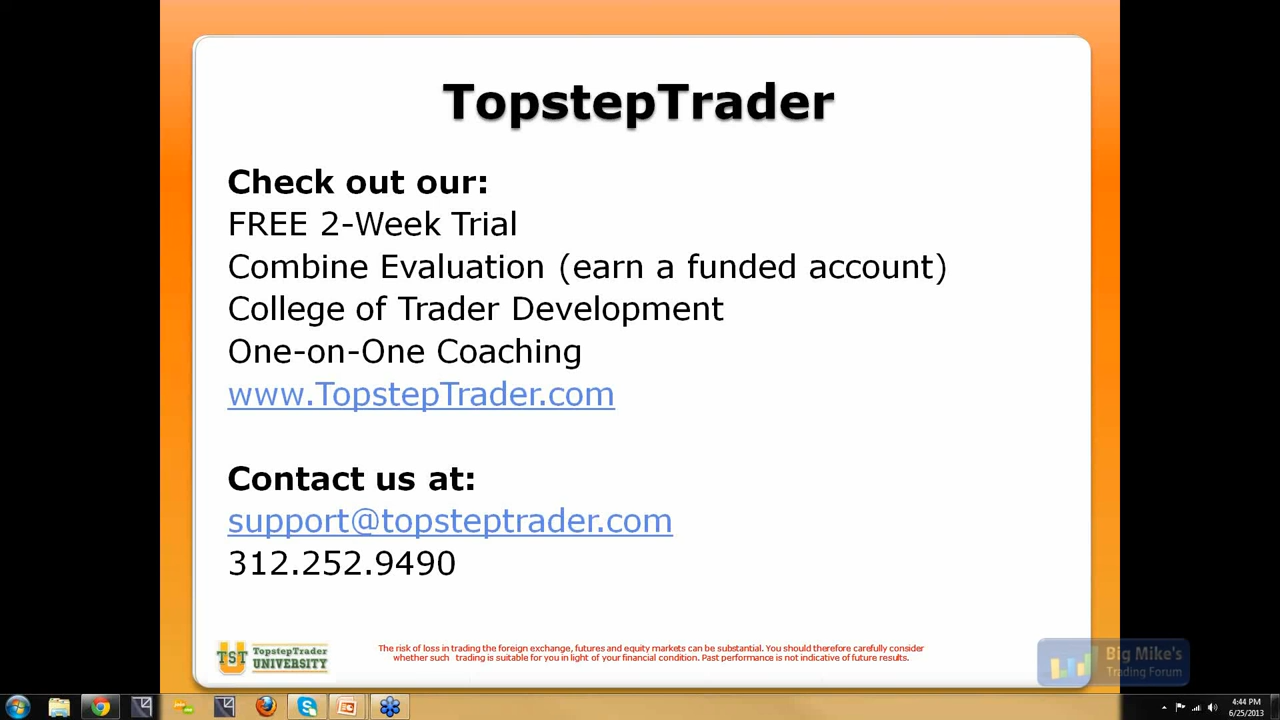 TopstepTrader
Check out our:
FREE 2-Week Trial
Combine Evaluation (earn a funded account)
College of Trader Development
One-on-One Coaching
www.TopstepTrader.com
Contact us at:
support@topsteptrader.com
312.252.9490
TST
TopstepTrader
UNIVERSITY
The risk of loss in trading the foreign exchange, futures and equity markets can be substantial. You should therefore carefully consider
whether such trading is suitable for you in light of your financial condition. Past performance is not indicative of future results.
Big Mike's
Trading Forum
4:44 PM
6/25/2013